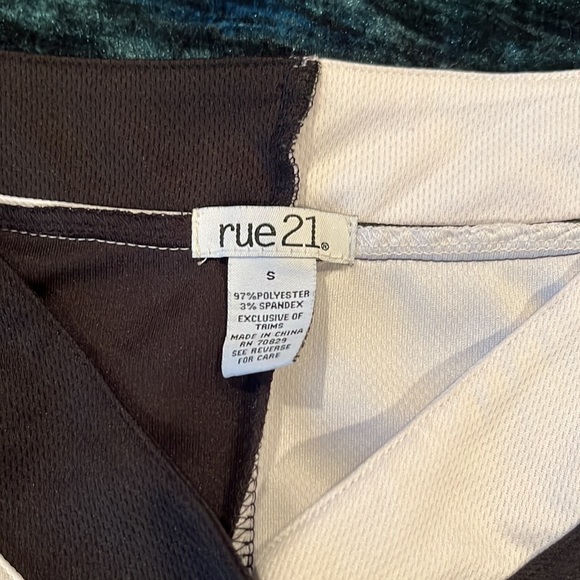 rue21®
S
97%POLYESTER
3% SPANDEX
EXCLUSIVE OF
TRIMS
MADE IN CHINA
RN 70829
SEE REVERSE
FOR CARE